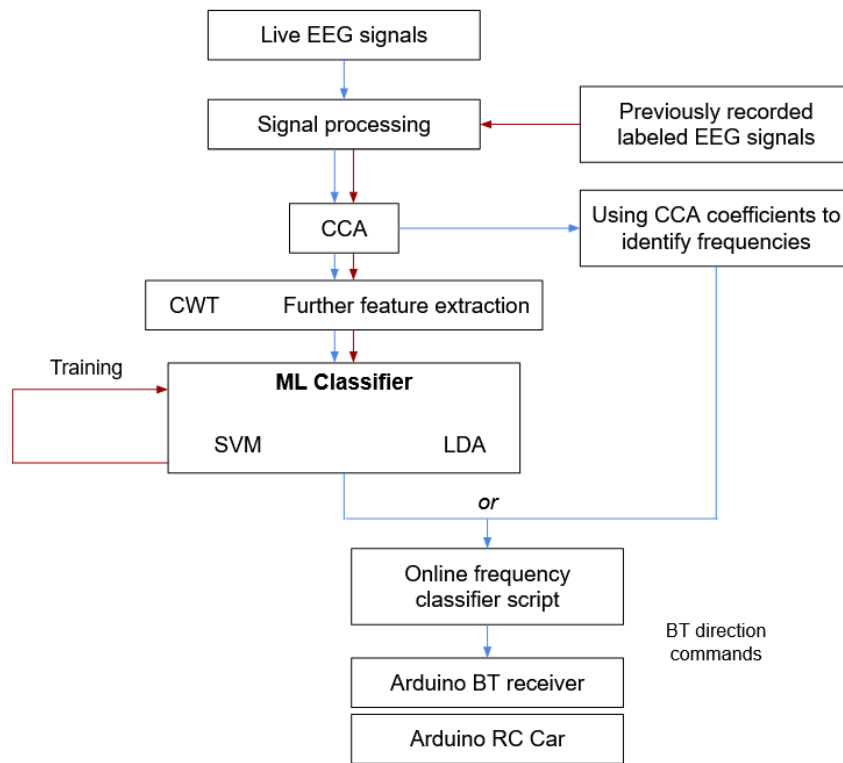 Live EEG signals
Signal processing
Previously recorded
labeled EEG signals
CCA
Using CCA coefficients to
identify frequencies
CWT Further feature extraction
Training
ML Classifier
SVM LDA
or
Online frequency
classifier script
BT direction
commands
Arduino BT receiver
Arduino RC Car